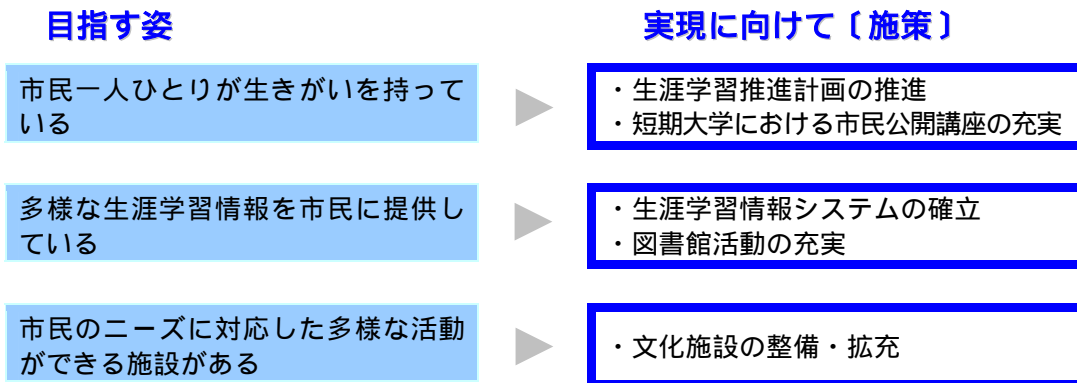 目指す姿
実現に向けて〔施策〕
市民一人ひとりが生きがいを持って
いる
・生涯学習推進計画の推進
・短期大学における市民公開講座の充実
多様な生涯学習情報を市民に提供し
ている
・生涯学習情報システムの確立
・図書館活動の充実
市民のニーズに対応した多様な活動
ができる施設がある
・文化施設の整備・拡充